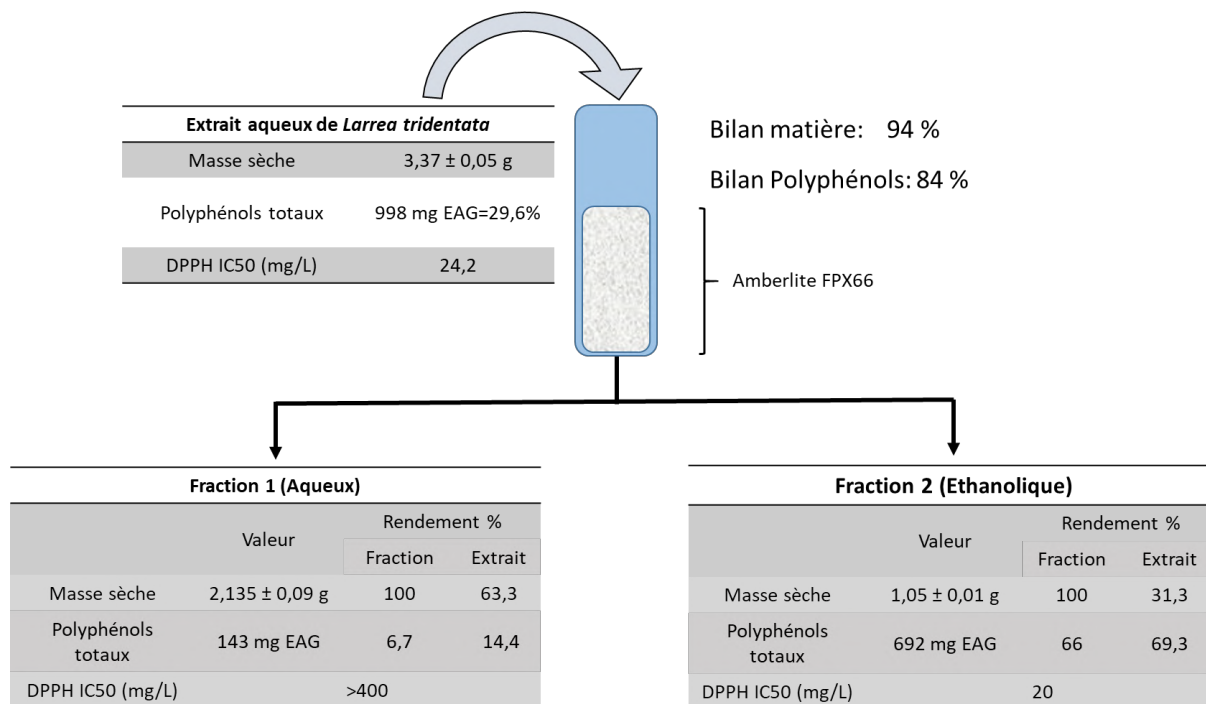 Extrait aqueux de Larrea tridentata
Masse sèche 3,37 ± 0,05 g
Polyphénols totaux 998 mg EAG=29,6%
DPPH IC50 (mg/L) 24,2
Bilan matière: 94 %
Bilan Polyphénols: 84 %
Amberlite FPX66
Fraction 1 (Aqueux)
Valeur Rendement %
Fraction Extrait
Masse sèche 2,135 ± 0,09 g 100 63,3
Polyphénols totaux 143 mg EAG 6,7 14,4
DPPH IC50 (mg/L) >400
Fraction 2 (Ethanolique)
Valeur Rendement %
Fraction Extrait
Masse sèche 1,05 ± 0,01 g 100 31,3
Polyphénols totaux 692 mg EAG 66 69,3
DPPH IC50 (mg/L) 20